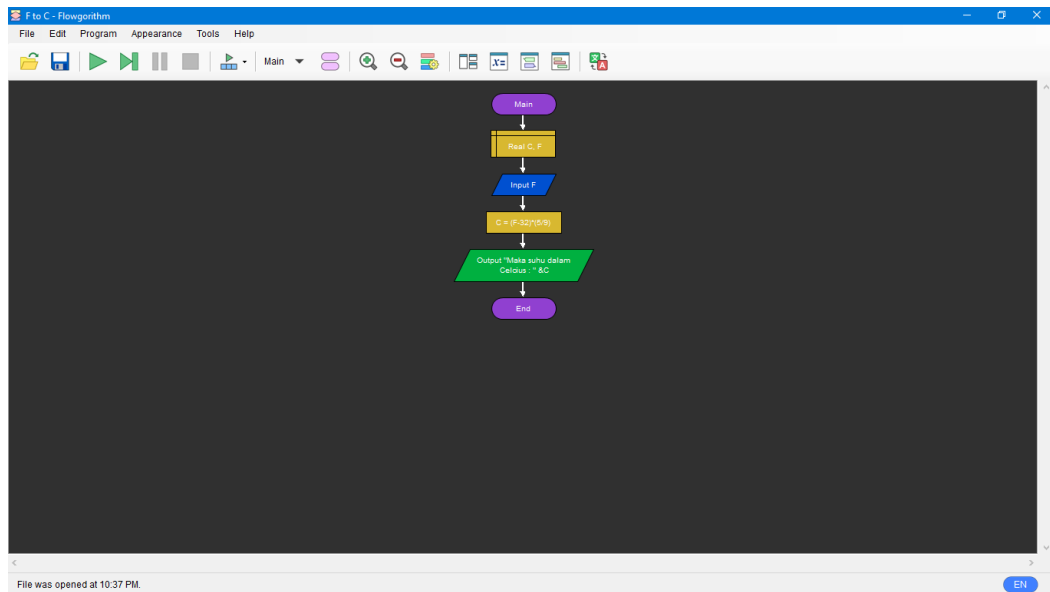 F to C - Flowgorithm
File Edit Program Appearance Tools Help
Main
x=
Main
Real C, F
Input F
C = (F-32)*(5/9)
Output "Maka suhu dalam
Celcius : " &C
End
File was opened at 10:37 PM.
EN